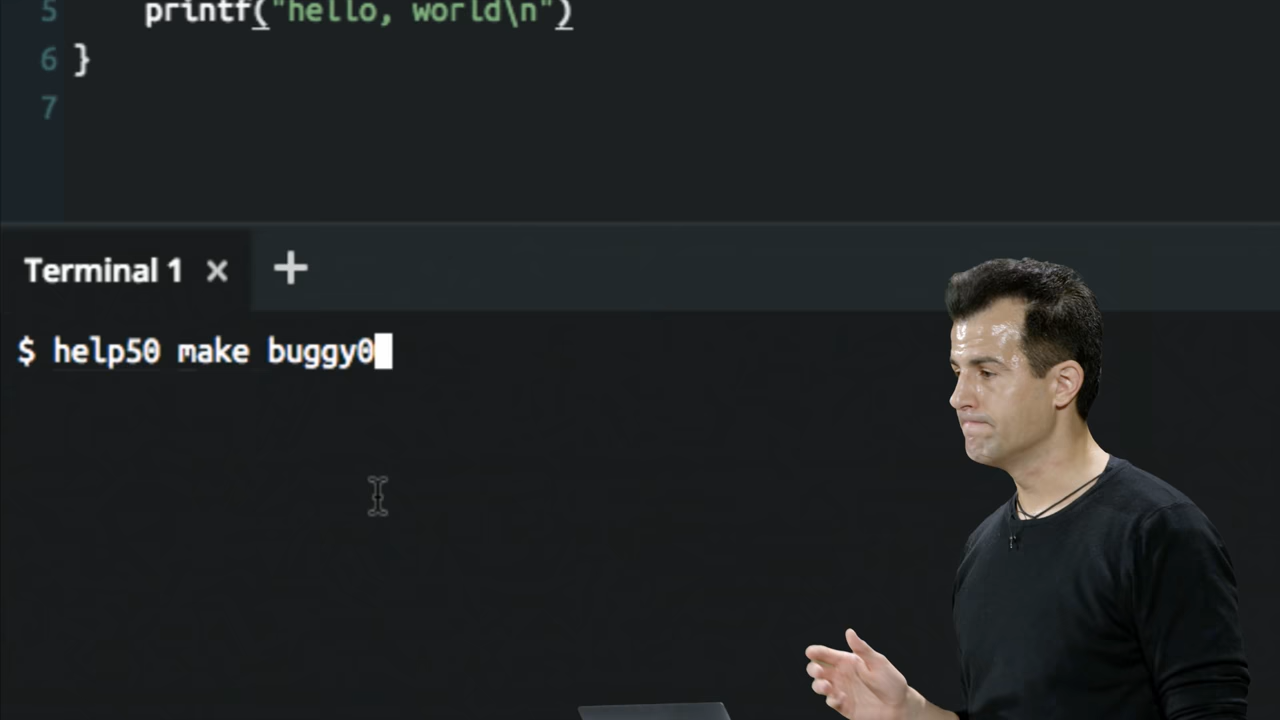 5 printf("hello, world\n")
6 }
7
Terminal 1 × +
$ help50 make buggy0